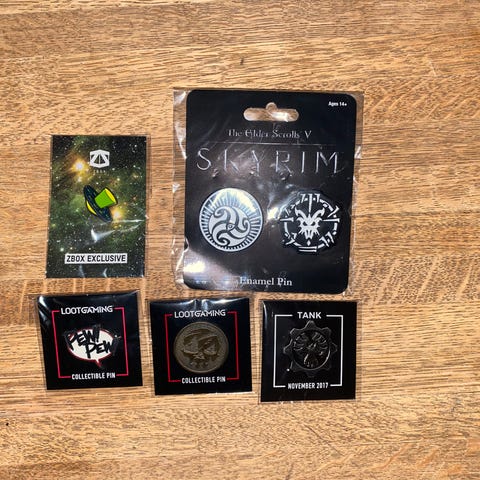 Ages 14+
The Elder Scrolls V
SKYRIM
Enamel Pin
ZBOX EXCLUSIVE
LOOTGAMING
PEW!
PEW!
COLLECTIBLE PIN
LOOTGAMING
COLLECTIBLE PIN
TANK
NOVEMBER 2017